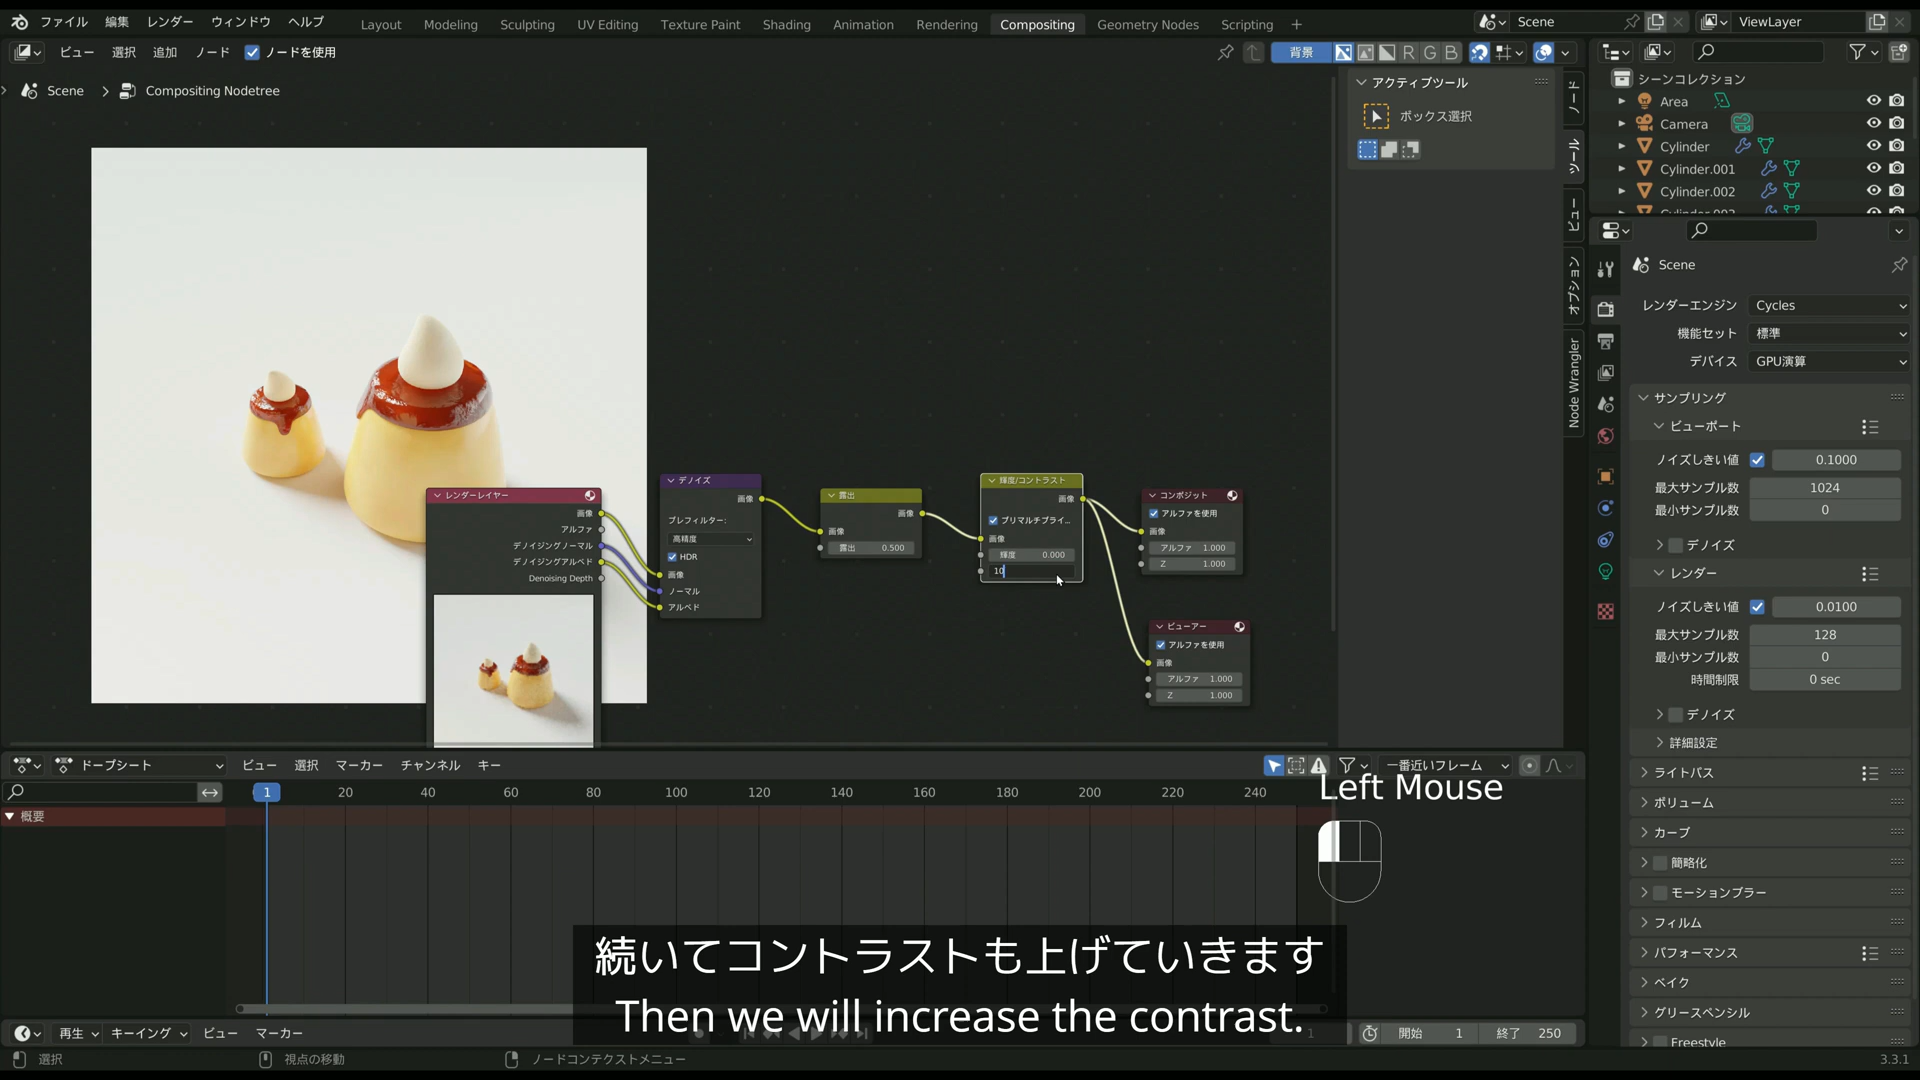 ファイル 編集 レンダー ウィンドウ ヘルプ Layout Modeling Sculpting UV Editing Texture Paint Shading Animation Rendering Compositing Geometry Nodes Scripting + Scene ViewLayer
ビュー 選択 追加 ノード ノードを使用 背景 R G B
Scene Compositing Nodetree
アクティブツール
ボックス選択
ノード
ツール
ビュー
オプション
Node Wrangler
シーンコレクション
Area
Camera
Cylinder
Cylinder.001
Cylinder.002
Scene
レンダーエンジン Cycles
機能セット 標準
デバイス GPU演算
サンプリング
ビューポート
ノイズしきい値 0.1000
最大サンプル数 1024
最小サンプル数 0
デノイズ
レンダー
ノイズしきい値 0.0100
最大サンプル数 128
最小サンプル数 0
時間制限 0 sec
デノイズ
詳細設定
ライトパス
ボリューム
カーブ
簡略化
モーションブラー
フィルム
パフォーマンス
ベイク
グリースペンシル
Freestyle
レンダーレイヤー
画像
アルファ
デノイジングノーマル
デノイジングアルベド
Denoising Depth
デノイズ
画像
プレフィルター:
高精度
HDR
画像
ノーマル
アルベド
露出
画像
画像
露出 0.500
輝度/コントラスト
画像
プリマルチプライ...
画像
輝度 0.000
10
コンポジット
アルファを使用
画像
アルファ 1.000
Z 1.000
ビューアー
アルファを使用
画像
アルファ 1.000
Z 1.000
ドープシート ビュー 選択 マーカー チャンネル キー 一番近いフレーム
1 20 40 60 80 100 120 140 160 180 200 220 240
概要
Left Mouse
続いてコントラストも上げていきます
Then we will increase the contrast.
再生 キーイング ビュー マーカー 1 開始 1 終了 250
選択 視点の移動 ノードコンテクストメニュー 3.3.1